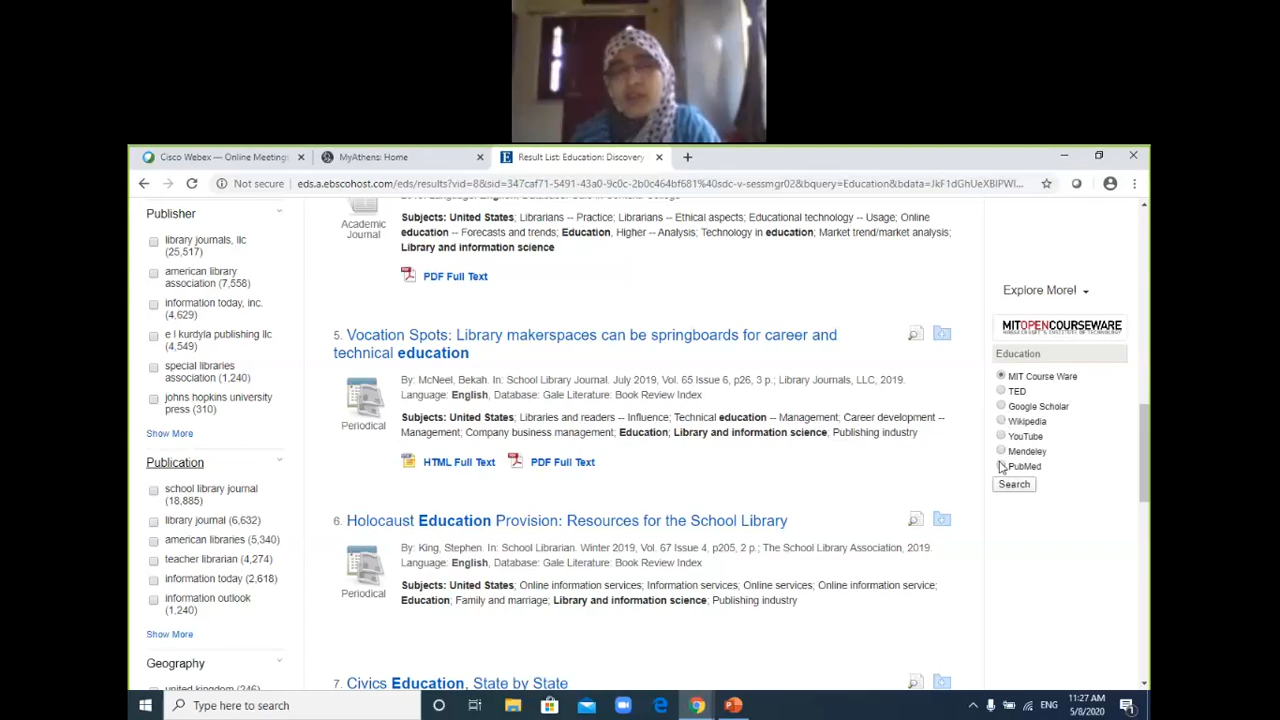 Cisco Webex — Online Meeting
MyAthens: Home
Result List: Education: Discovery
Not secure
eds.a.ebscohost.com/eds/results?vid=8&sid=347caf71-5491-43a0-9c0c-2b0c464bf681%40sdc-v-sessmgr02&bquery=Education&bdata=JkF1dGhUeXBlPWl...
Publisher
library journals, llc
(25,517)
american library
association (7,558)
information today, inc.
(4,629)
e l kurdyla publishing llc
(4,549)
special libraries
association (1,240)
johns hopkins university
press (310)
Show More
Publication
school library journal
(18,885)
library journal (6,632)
american libraries (5,340)
teacher librarian (4,274)
information today (2,618)
information outlook
(1,240)
Show More
Geography
united kingdom (246)
Academic
Journal
Subjects: United States; Librarians -- Practice; Librarians -- Ethical aspects; Educational technology -- Usage; Online
education -- Forecasts and trends; Education, Higher -- Analysis; Technology in education; Market trend/market analysis;
Library and information science
PDF Full Text
5. Vocation Spots: Library makerspaces can be springboards for career and
technical education
Periodical
By: McNeel, Bekah. In: School Library Journal. July 2019, Vol. 65 Issue 6, p26, 3 p.; Library Journals, LLC, 2019.
Language: English, Database: Gale Literature: Book Review Index
Subjects: United States; Libraries and readers -- Influence; Technical education -- Management; Career development --
Management; Company business management; Education; Library and information science; Publishing industry
HTML Full Text PDF Full Text
6. Holocaust Education Provision: Resources for the School Library
Periodical
By: King, Stephen. In: School Librarian. Winter 2019, Vol. 67 Issue 4, p205, 2 p.; The School Library Association, 2019.
Language: English, Database: Gale Literature: Book Review Index
Subjects: United States; Online information services; Information services; Online services; Online information service;
Education; Family and marriage; Library and information science; Publishing industry
7. Civics Education, State by State
Explore More!
MITOPENCOURSEWARE
Education
MIT Course Ware
TED
Google Scholar
Wikipedia
YouTube
Mendeley
PubMed
Search
Type here to search
ENG
11:27 AM
5/8/2020